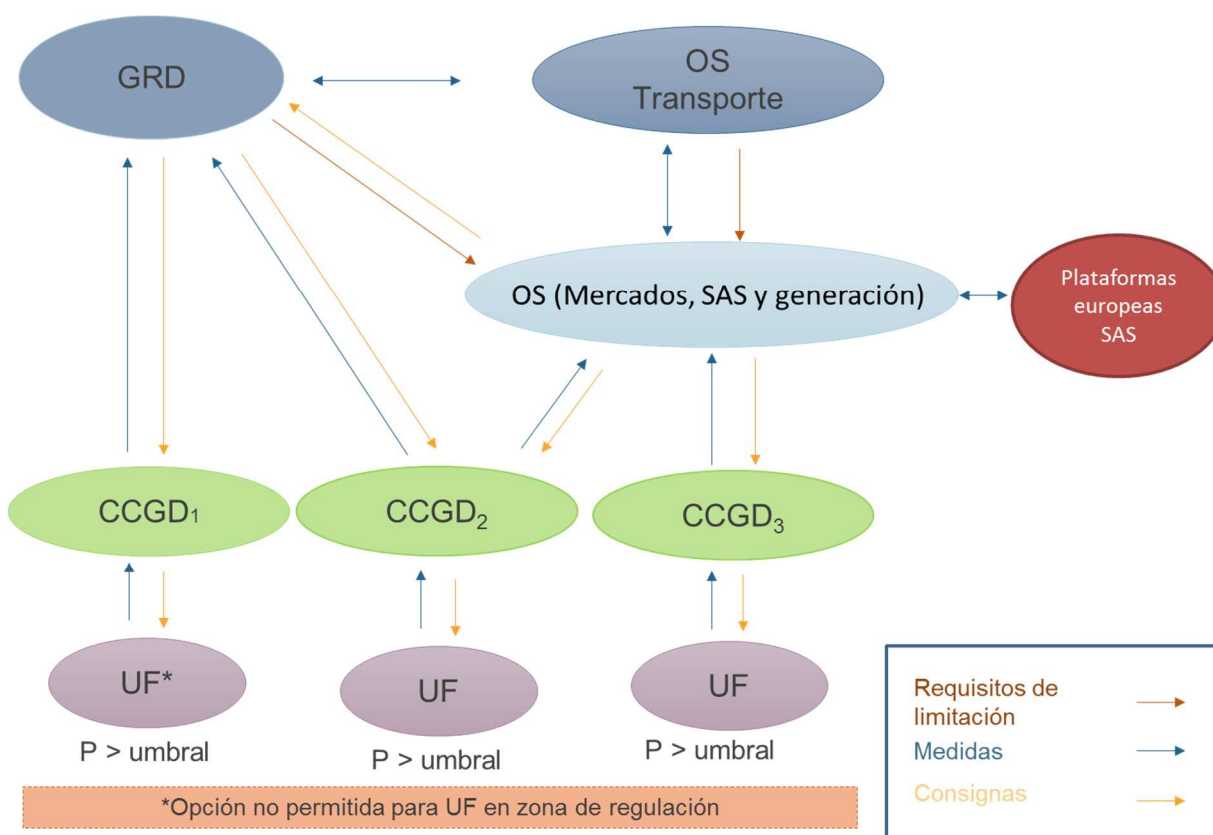 GRD
OS
Transporte
OS (Mercados, SAS y generación)
Plataformas
europeas
SAS
CCGD₁
CCGD₂
CCGD₃
UF*
UF
UF
P > umbral
P > umbral
P > umbral
*Opción no permitida para UF en zona de regulación
Requisitos de
limitación
Medidas
Consignas